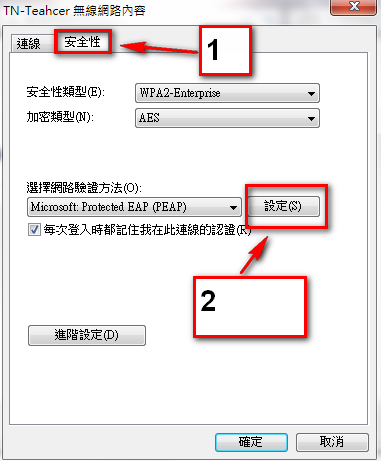 TN-Teahcer 無線網路內容
連線
安全性
1
安全性類型(E):
WPA2-Enterprise
加密類型(N):
AES
選擇網路驗證方法(O):
Microsoft: Protected EAP (PEAP)
設定(S)
每次登入時都記住我在此連線的認證(R)
2
進階設定(D)
確定
取消